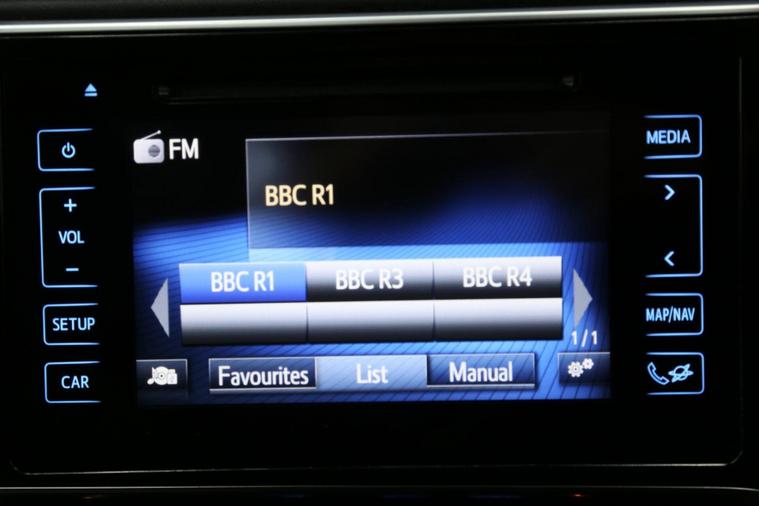 MEDIA
FM
BBC R1
+
VOL
-
BBC R1 BBC R3 BBC R4
SETUP
MAP/NAV
1/1
CAR
Favourites List Manual